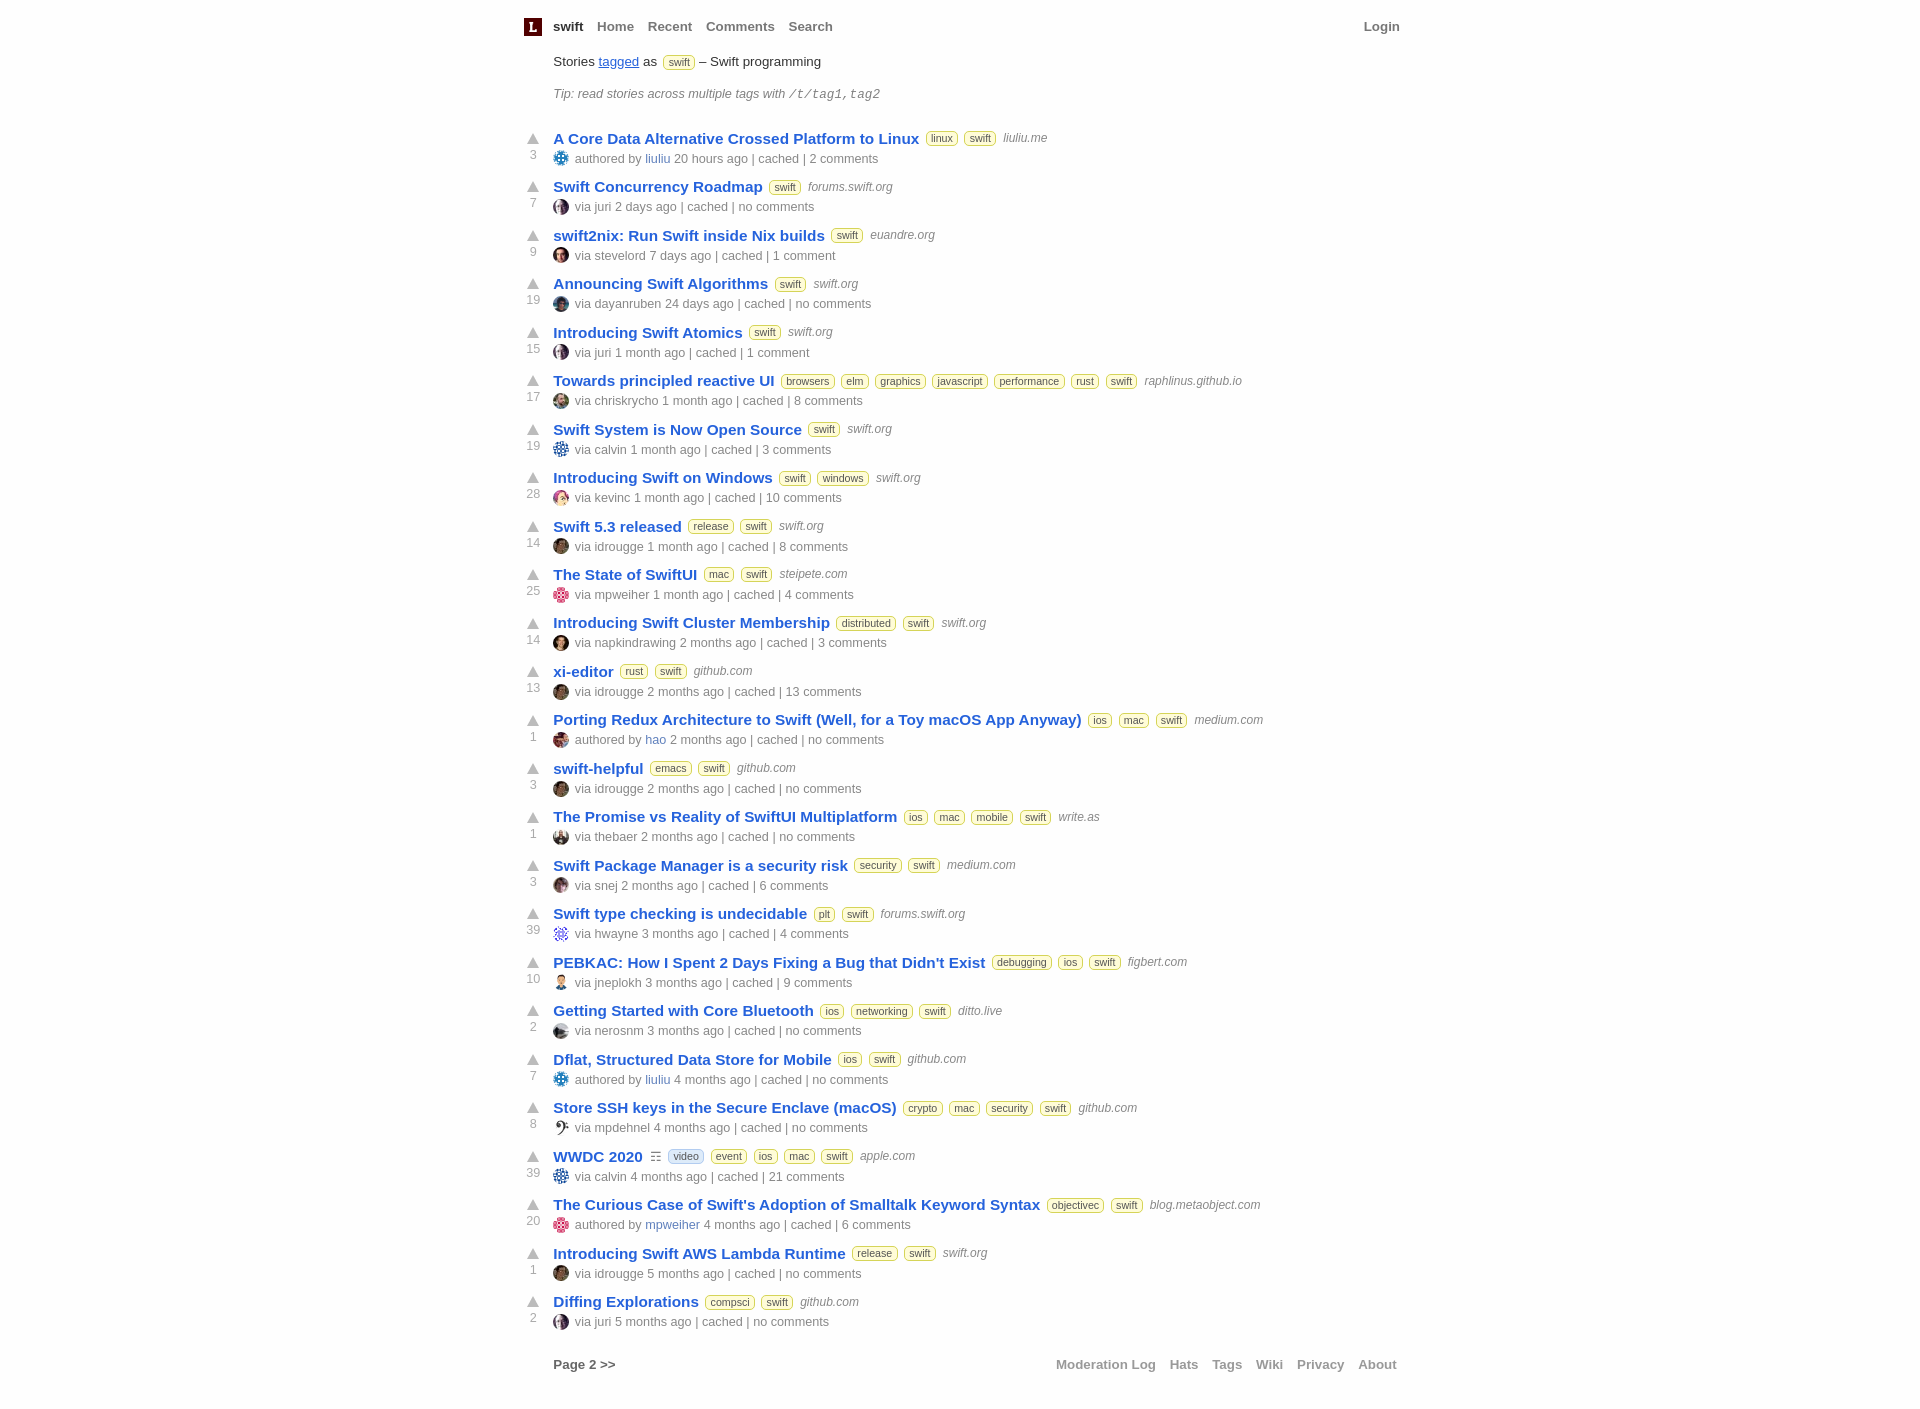 L swift Home Recent Comments Search Login
Stories tagged as swift – Swift programming
Tip: read stories across multiple tags with /t/tag1,tag2
A Core Data Alternative Crossed Platform to Linux linux swift liuliu.me
3 authored by liuliu 20 hours ago | cached | 2 comments
Swift Concurrency Roadmap swift forums.swift.org
7 via juri 2 days ago | cached | no comments
swift2nix: Run Swift inside Nix builds swift euandre.org
9 via stevelord 7 days ago | cached | 1 comment
Announcing Swift Algorithms swift swift.org
19 via dayanruben 24 days ago | cached | no comments
Introducing Swift Atomics swift swift.org
15 via juri 1 month ago | cached | 1 comment
Towards principled reactive UI browsers elm graphics javascript performance rust swift raphlinus.github.io
17 via chriskrycho 1 month ago | cached | 8 comments
Swift System is Now Open Source swift swift.org
19 via calvin 1 month ago | cached | 3 comments
Introducing Swift on Windows swift windows swift.org
28 via kevinc 1 month ago | cached | 10 comments
Swift 5.3 released release swift swift.org
14 via idrougge 1 month ago | cached | 8 comments
The State of SwiftUI mac swift steipete.com
25 via mpweiher 1 month ago | cached | 4 comments
Introducing Swift Cluster Membership distributed swift swift.org
14 via napkindrawing 2 months ago | cached | 3 comments
xi-editor rust swift github.com
13 via idrougge 2 months ago | cached | 13 comments
Porting Redux Architecture to Swift (Well, for a Toy macOS App Anyway) ios mac swift medium.com
1 authored by hao 2 months ago | cached | no comments
swift-helpful emacs swift github.com
3 via idrougge 2 months ago | cached | no comments
The Promise vs Reality of SwiftUI Multiplatform ios mac mobile swift write.as
1 via thebaer 2 months ago | cached | no comments
Swift Package Manager is a security risk security swift medium.com
3 via snej 2 months ago | cached | 6 comments
Swift type checking is undecidable plt swift forums.swift.org
39 via hwayne 3 months ago | cached | 4 comments
PEBKAC: How I Spent 2 Days Fixing a Bug that Didn't Exist debugging ios swift figbert.com
10 via jneplokh 3 months ago | cached | 9 comments
Getting Started with Core Bluetooth ios networking swift ditto.live
2 via nerosnm 3 months ago | cached | no comments
Dflat, Structured Data Store for Mobile ios swift github.com
7 authored by liuliu 4 months ago | cached | no comments
Store SSH keys in the Secure Enclave (macOS) crypto mac security swift github.com
8 via mpdehnel 4 months ago | cached | no comments
WWDC 2020 ☶ video event ios mac swift apple.com
39 via calvin 4 months ago | cached | 21 comments
The Curious Case of Swift's Adoption of Smalltalk Keyword Syntax objectivec swift blog.metaobject.com
20 authored by mpweiher 4 months ago | cached | 6 comments
Introducing Swift AWS Lambda Runtime release swift swift.org
1 via idrougge 5 months ago | cached | no comments
Diffing Explorations compsci swift github.com
2 via juri 5 months ago | cached | no comments
Page 2 >> Moderation Log Hats Tags Wiki Privacy About